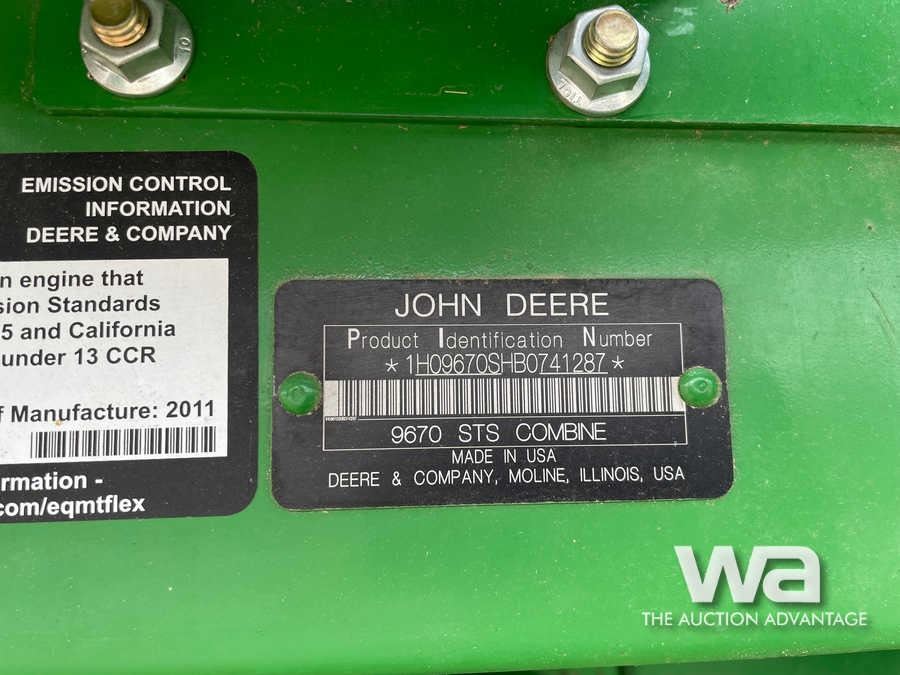 EMISSION CONTROL
INFORMATION
DEERE & COMPANY
n engine that
sion Standards
5 and California
under 13 CCR
f Manufacture: 2011
rmation -
com/eqmtflex
JOHN DEERE
Product Identification Number
*1H09670SHB0741287*
9670 STS COMBINE
MADE IN USA
DEERE & COMPANY, MOLINE, ILLINOIS, USA
wa
THE AUCTION ADVANTAGE